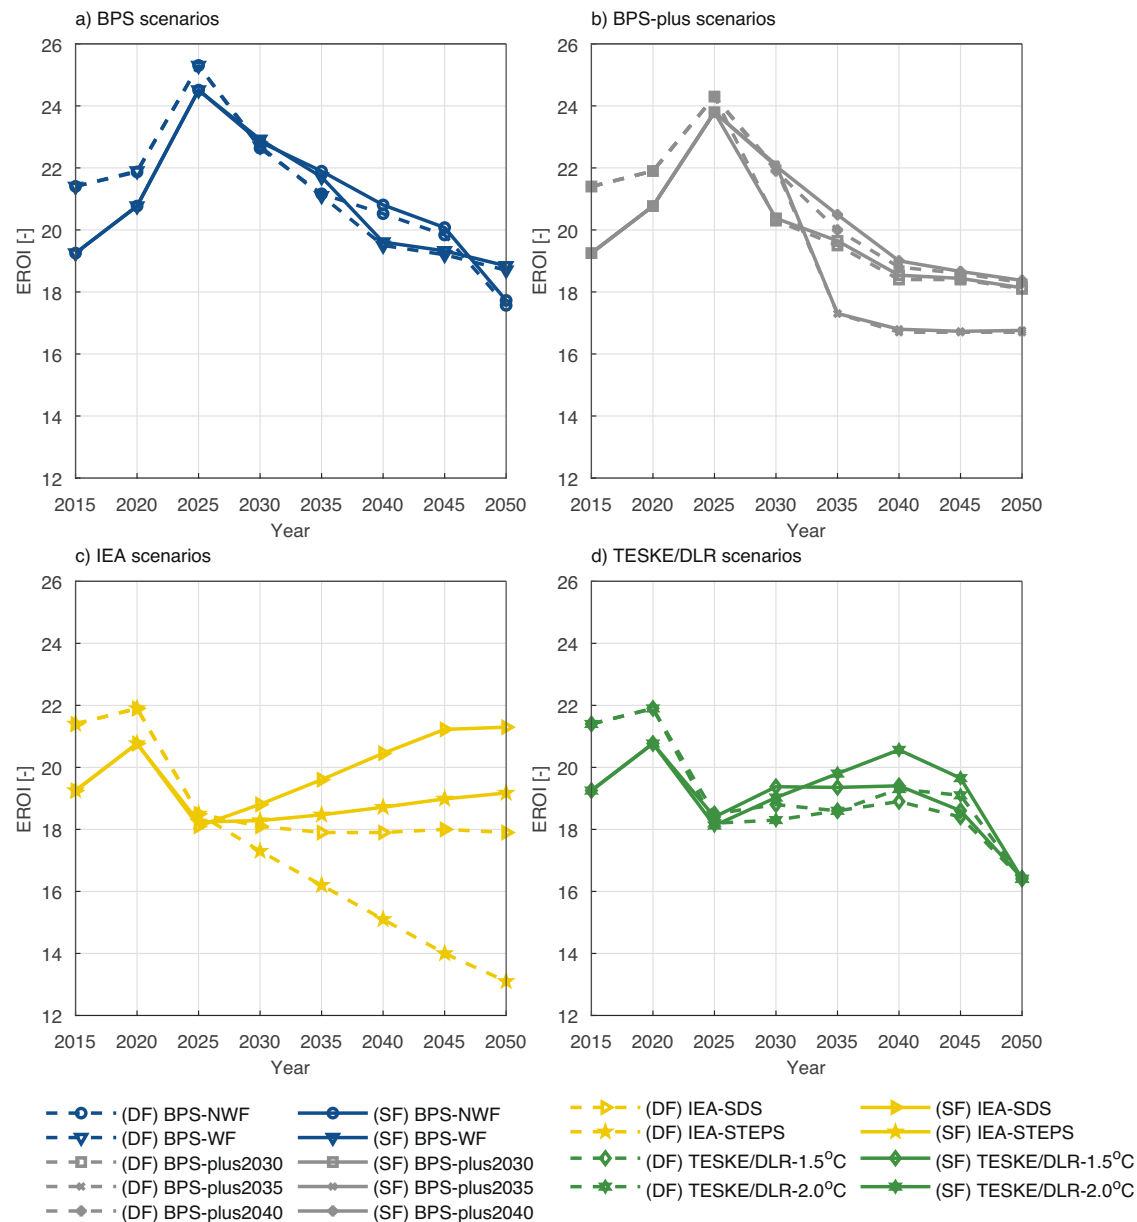 a) BPS scenarios
26
24
22
20
18
16
14
12
EROI [-]
2015 2020 2025 2030 2035 2040 2045 2050
Year
b) BPS-plus scenarios
26
24
22
20
18
16
14
12
EROI [-]
2015 2020 2025 2030 2035 2040 2045 2050
Year
c) IEA scenarios
26
24
22
20
18
16
14
12
EROI [-]
2015 2020 2025 2030 2035 2040 2045 2050
Year
d) TESKE/DLR scenarios
26
24
22
20
18
16
14
12
EROI [-]
2015 2020 2025 2030 2035 2040 2045 2050
Year
(DF) BPS-NWF
(DF) BPS-WF
(DF) BPS-plus2030
(DF) BPS-plus2035
(DF) BPS-plus2040
(SF) BPS-NWF
(SF) BPS-WF
(SF) BPS-plus2030
(SF) BPS-plus2035
(SF) BPS-plus2040
(DF) IEA-SDS
(DF) IEA-STEPS
(DF) TESKE/DLR-1.5°C
(DF) TESKE/DLR-2.0°C
(SF) IEA-SDS
(SF) IEA-STEPS
(SF) TESKE/DLR-1.5°C
(SF) TESKE/DLR-2.0°C